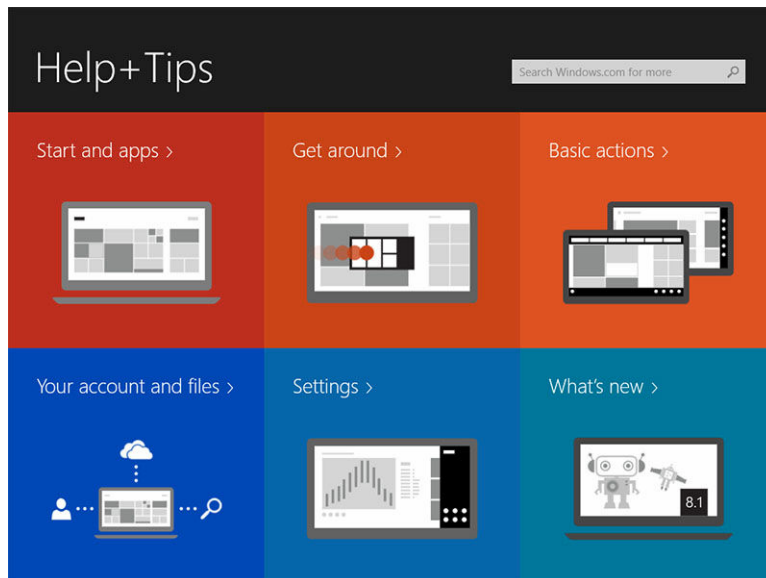 Help+Tips
Search Windows.com for more
Start and apps >
Get around >
Basic actions >
Your account and files >
Settings >
What's new >
8.1